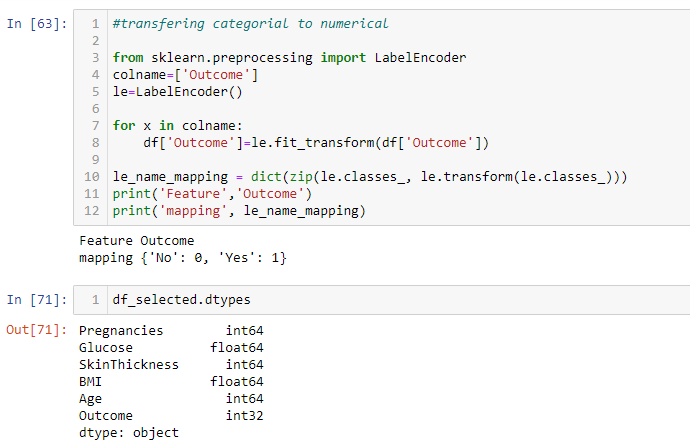 In [63]:
1 #transfering categorial to numerical
2
3 from sklearn.preprocessing import LabelEncoder
4 colname=['Outcome']
5 le=LabelEncoder()
6
7 for x in colname:
8     df['Outcome']=le.fit_transform(df['Outcome'])
9
10 le_name_mapping = dict(zip(le.classes_, le.transform(le.classes_)))
11 print('Feature','Outcome')
12 print('mapping', le_name_mapping)
Feature Outcome
mapping {'No': 0, 'Yes': 1}
In [71]:
1 df_selected.dtypes
Out[71]:
Pregnancies        int64
Glucose          float64
SkinThickness      int64
BMI              float64
Age                int64
Outcome            int32
dtype: object